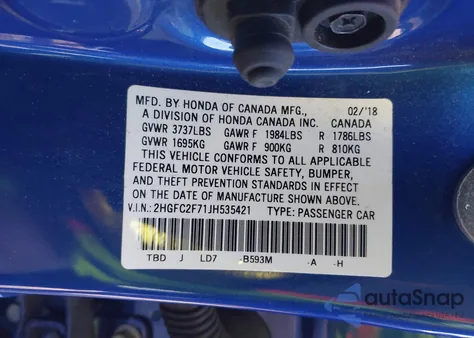 MFD. BY HONDA OF CANADA MFG., 02/'18
A DIVISION OF HONDA CANADA INC. CANADA
GVWR 3737LBS GAWR F 1984LBS R 1786LBS
GVWR 1695KG GAWR F 900KG R 810KG
THIS VEHICLE CONFORMS TO ALL APPLICABLE
FEDERAL MOTOR VEHICLE SAFETY, BUMPER,
AND THEFT PREVENTION STANDARDS IN EFFECT
ON THE DATE OF MANUFACTURE SHOWN ABOVE.
V.I.N.: 2HGFC2F71JH535421 TYPE: PASSENGER CAR
TBD J LD7 B593M -A -H
autoSnap